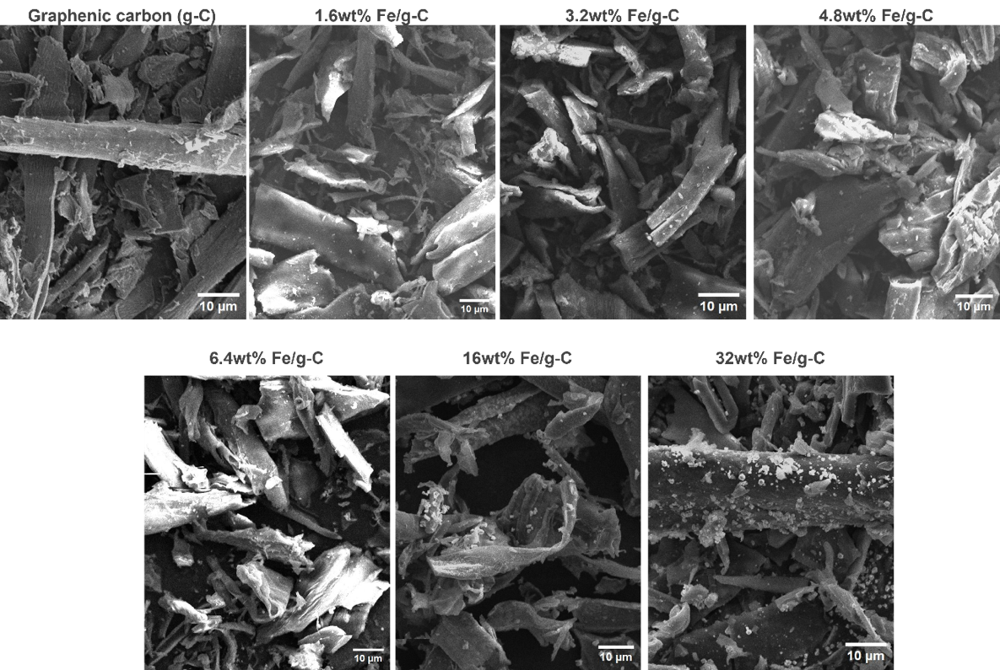 Graphenic carbon (g-C)
1.6wt% Fe/g-C
3.2wt% Fe/g-C
4.8wt% Fe/g-C
10 µm
10 µm
10 µm
10 µm
6.4wt% Fe/g-C
16wt% Fe/g-C
32wt% Fe/g-C
10 µm
10 µm
10 µm